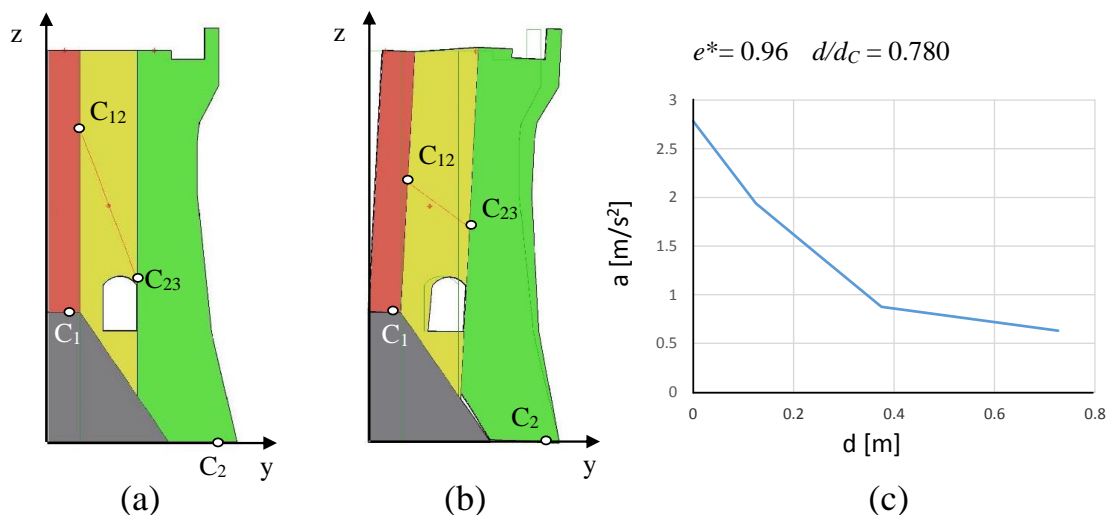 z
C12
C23
C1
C2
y
(a)
z
C12
C23
C1
C2
y
(b)
e*= 0.96 d/dC = 0.780
3
2.5
2
1.5
1
0.5
0
a [m/s²]
0 0.2 0.4 0.6 0.8
d [m]
(c)